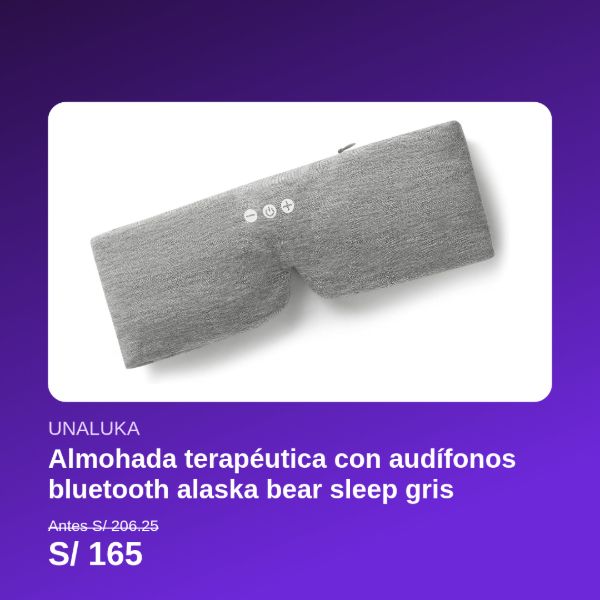 UNALUKA
Almohada terapéutica con audífonos
bluetooth alaska bear sleep gris
Antes S/ 206.25
S/ 165